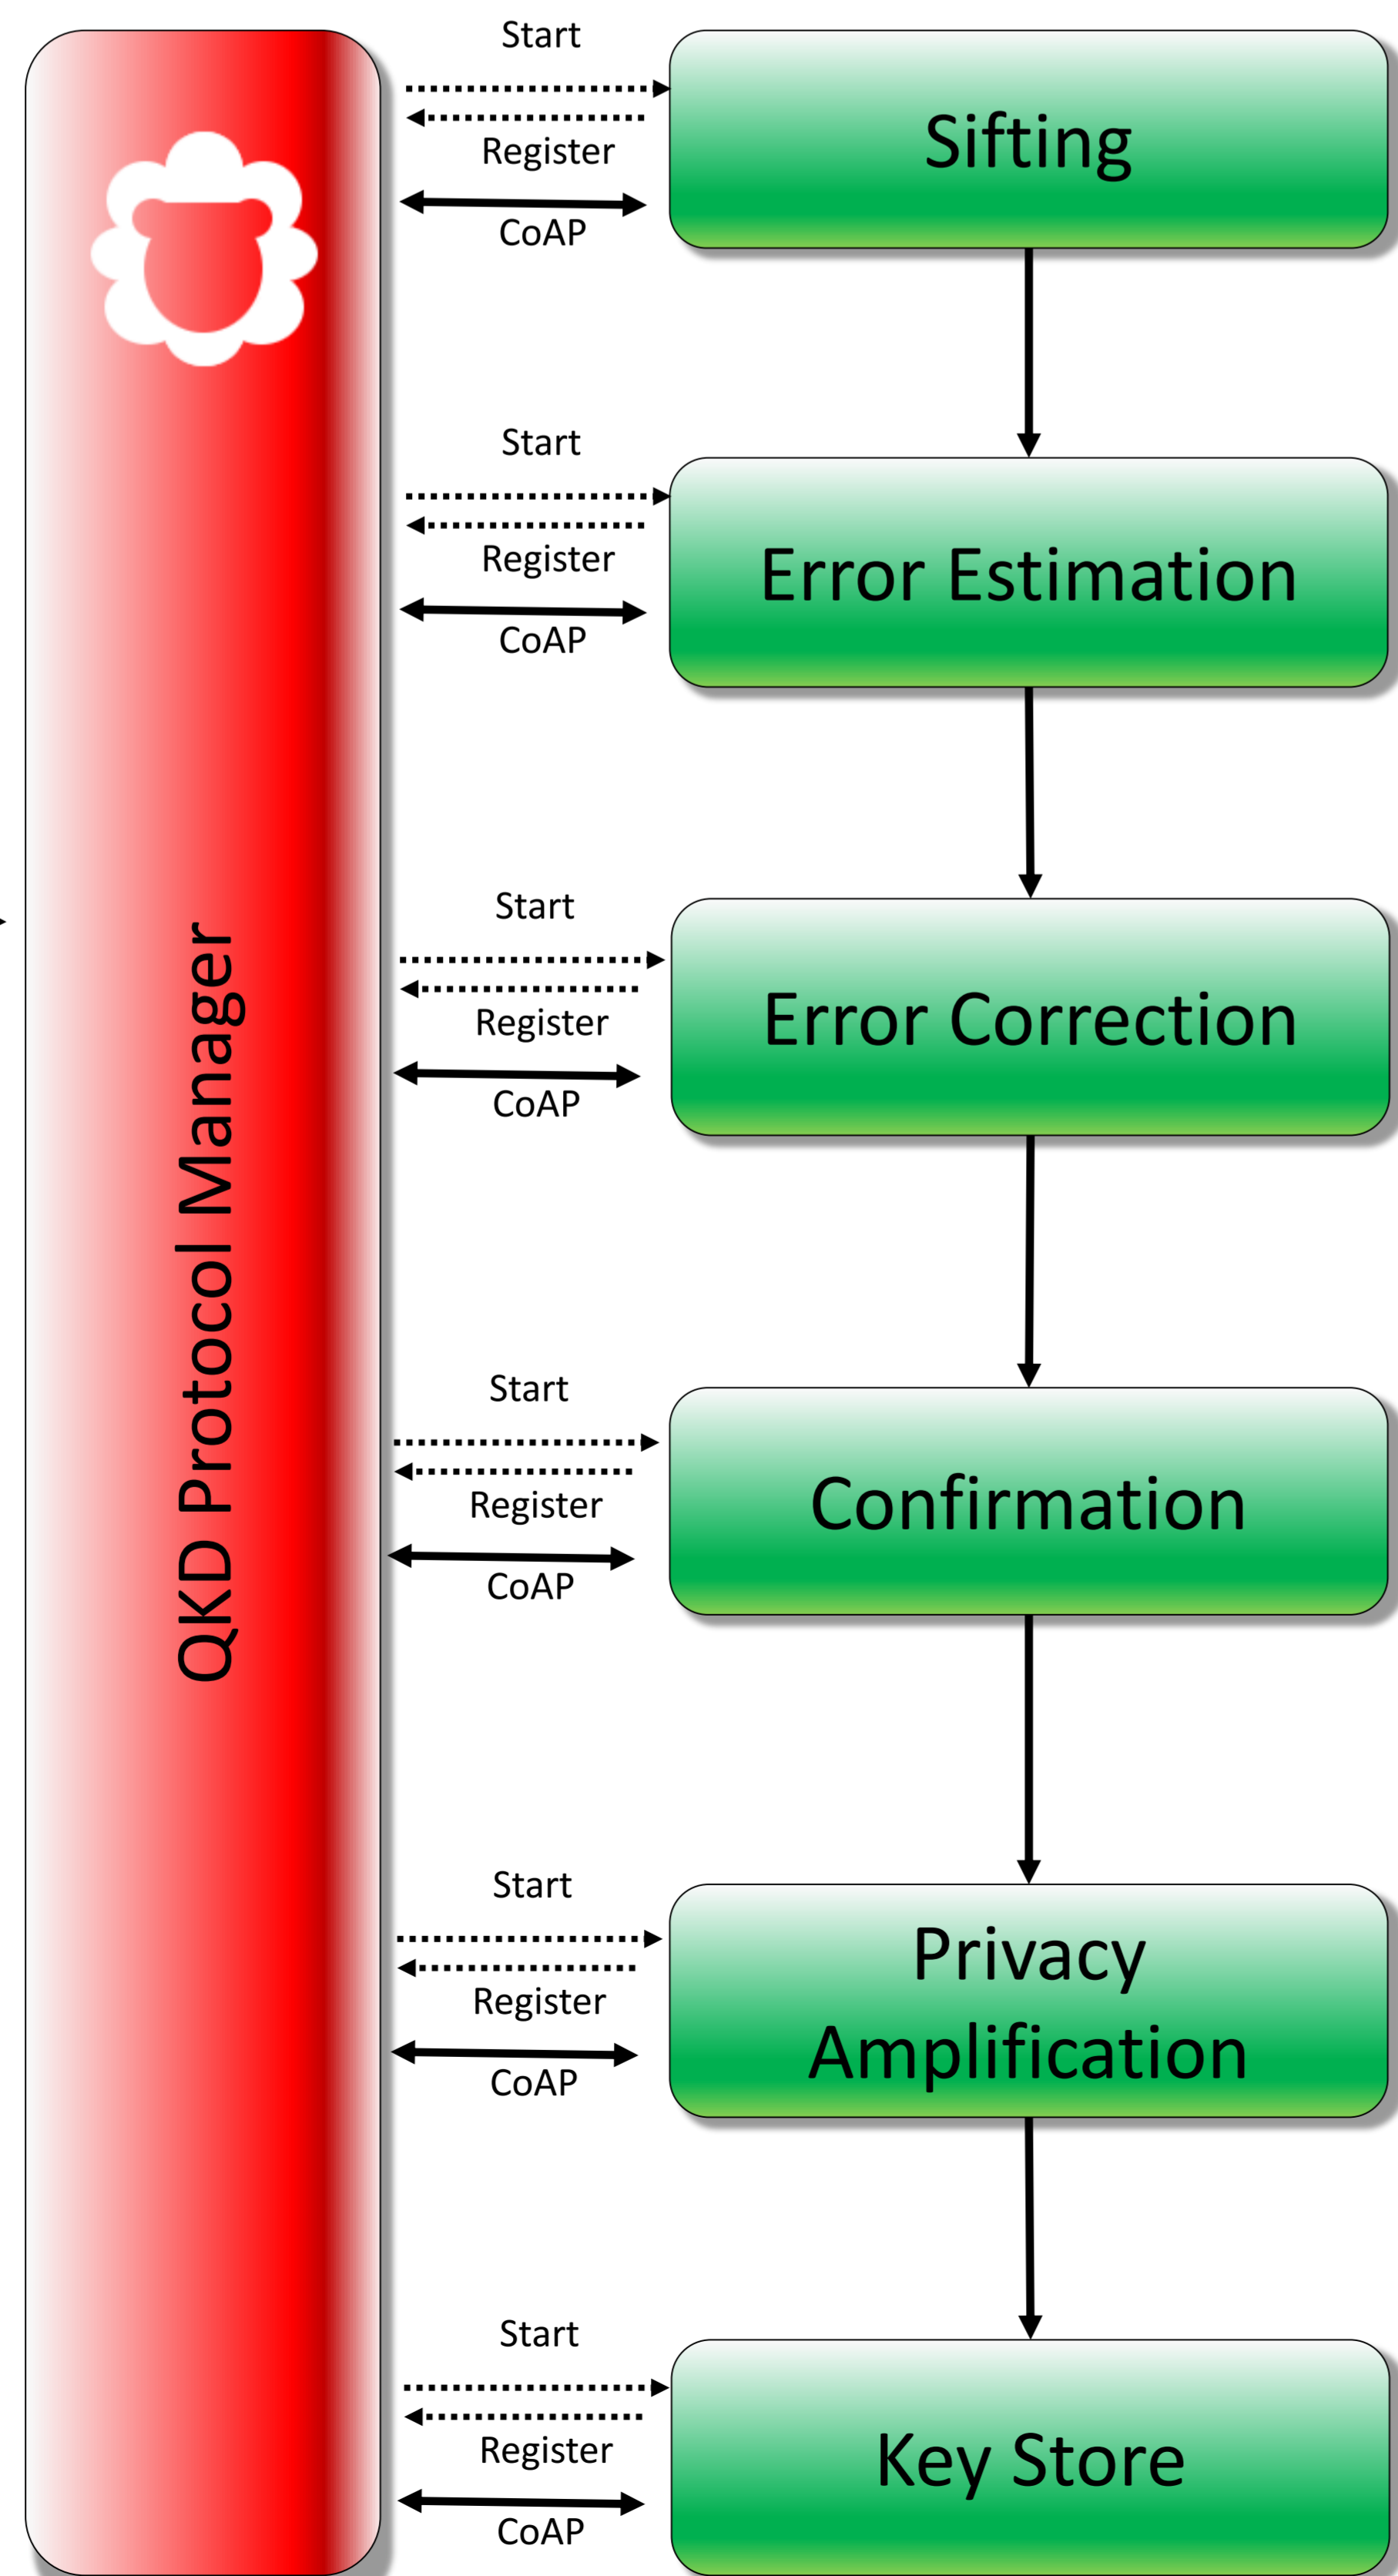 QKD Protocol Manager
Start
Register
CoAP
Sifting
Start
Register
CoAP
Error Estimation
Start
Register
CoAP
Error Correction
Start
Register
CoAP
Confirmation
Start
Register
CoAP
Privacy
Amplification
Start
Register
CoAP
Key Store